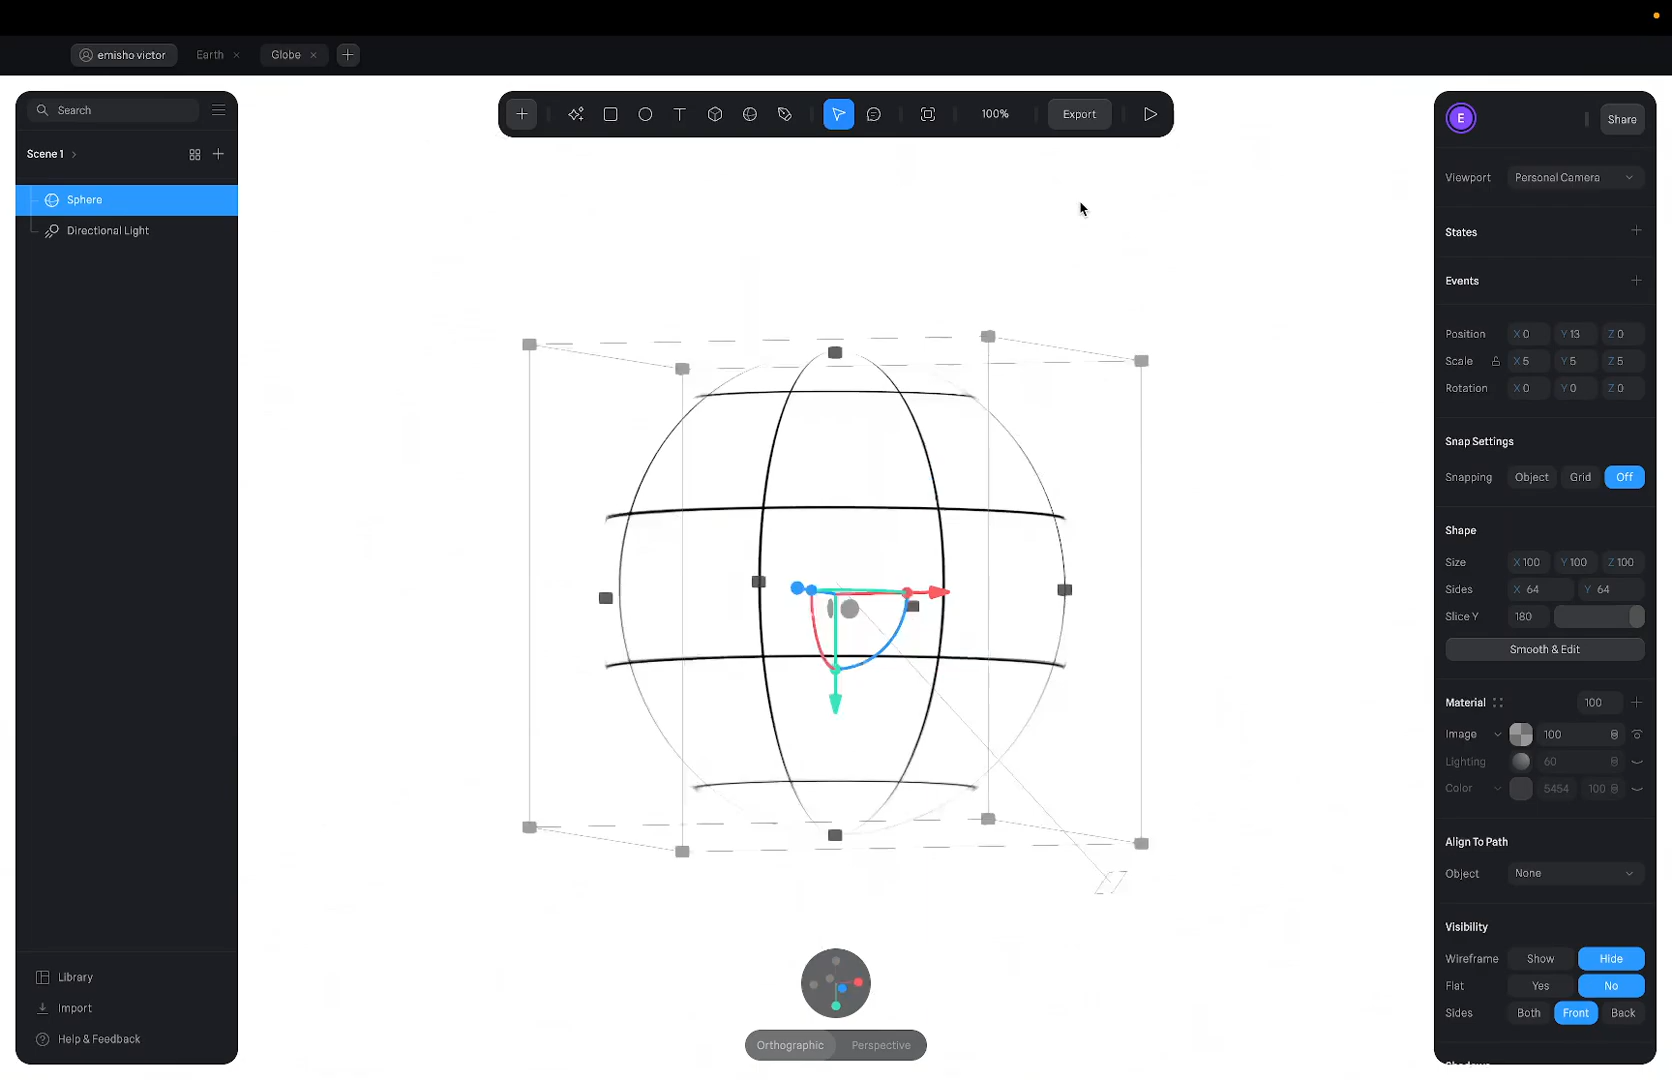 emisho victor
Earth
Globe
Search
Scene 1
Sphere
Directional Light
Library
Import
Help & Feedback
100%
Export
Orthographic
Perspective
E
Share
Viewport Personal Camera
States
Events
Position X 0 Y 13 Z 0
Scale X 5 Y 5 Z 5
Rotation X 0 Y 0 Z 0
Snap Settings
Snapping Object Grid Off
Shape
Size X 100 Y 100 Z 100
Sides X 64 Y 64
Slice Y 180
Smooth & Edit
Material 100
Image 100
Lighting 60
Color 5454 100
Align To Path
Object None
Visibility
Wireframe Show Hide
Flat Yes No
Sides Both Front Back